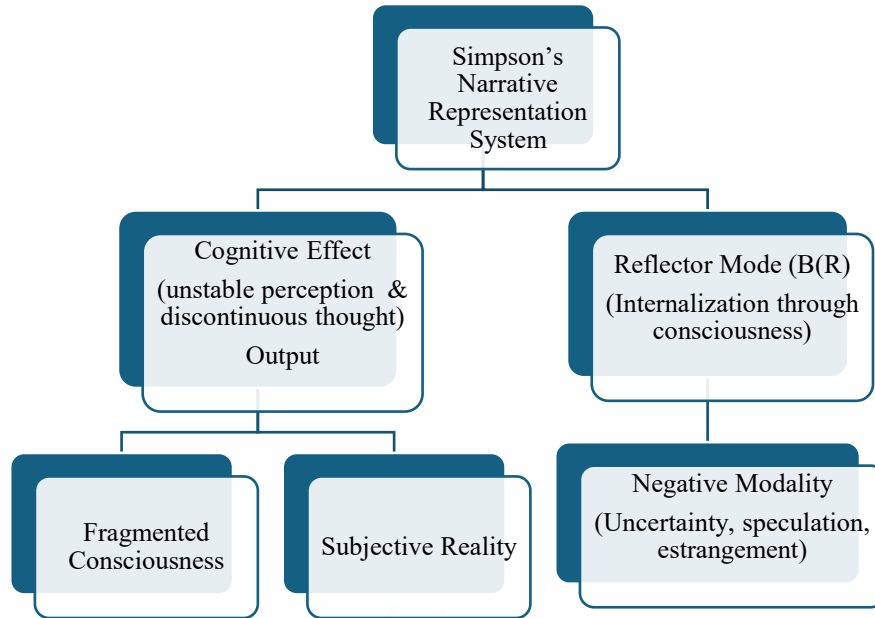 Simpson’s
Narrative
Representation
System
Cognitive Effect
(unstable perception &
discontinuous thought)
Output
Reflector Mode (B(R)
(Internalization through
consciousness)
Fragmented
Consciousness
Subjective Reality
Negative Modality
(Uncertainty, speculation,
estrangement)